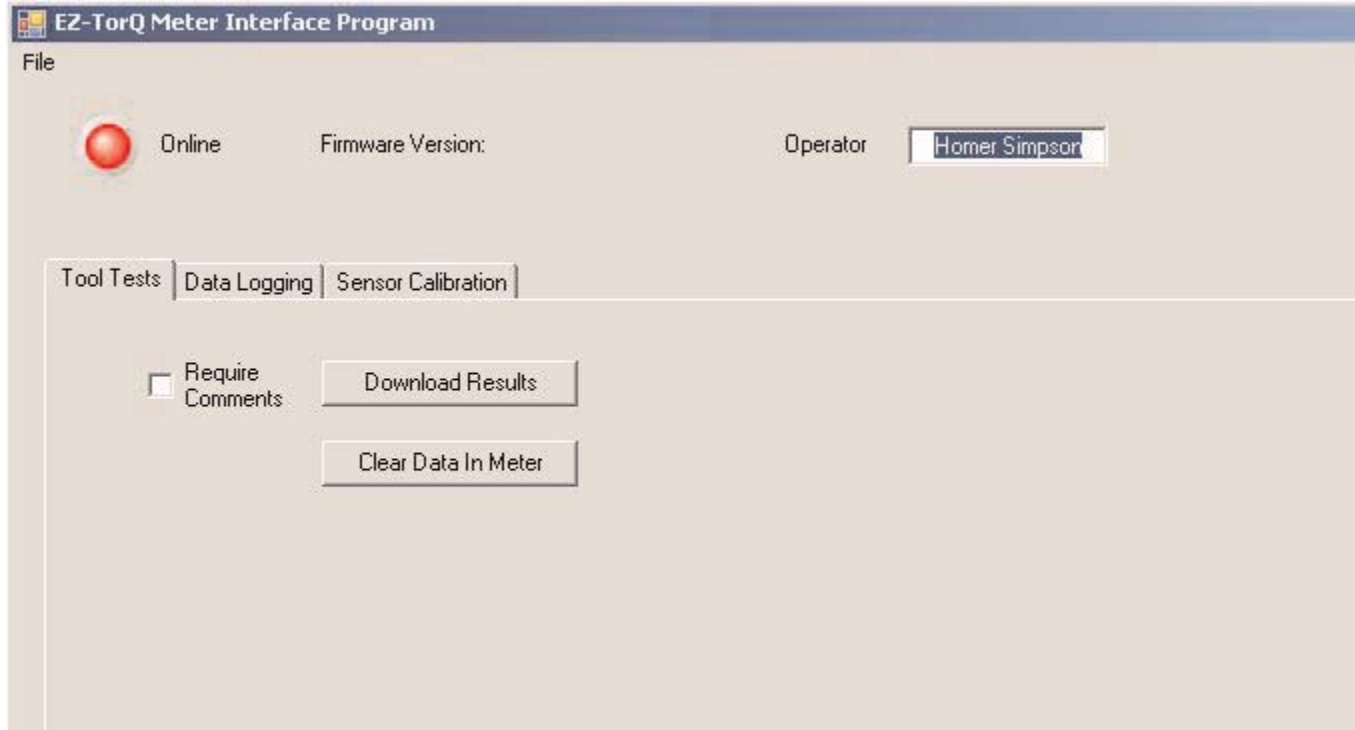 EZ-TorQ Meter Interface Program
File
Online Firmware Version: Operator Homer Simpson
Tool Tests Data Logging Sensor Calibration
Require Comments
Download Results
Clear Data In Meter